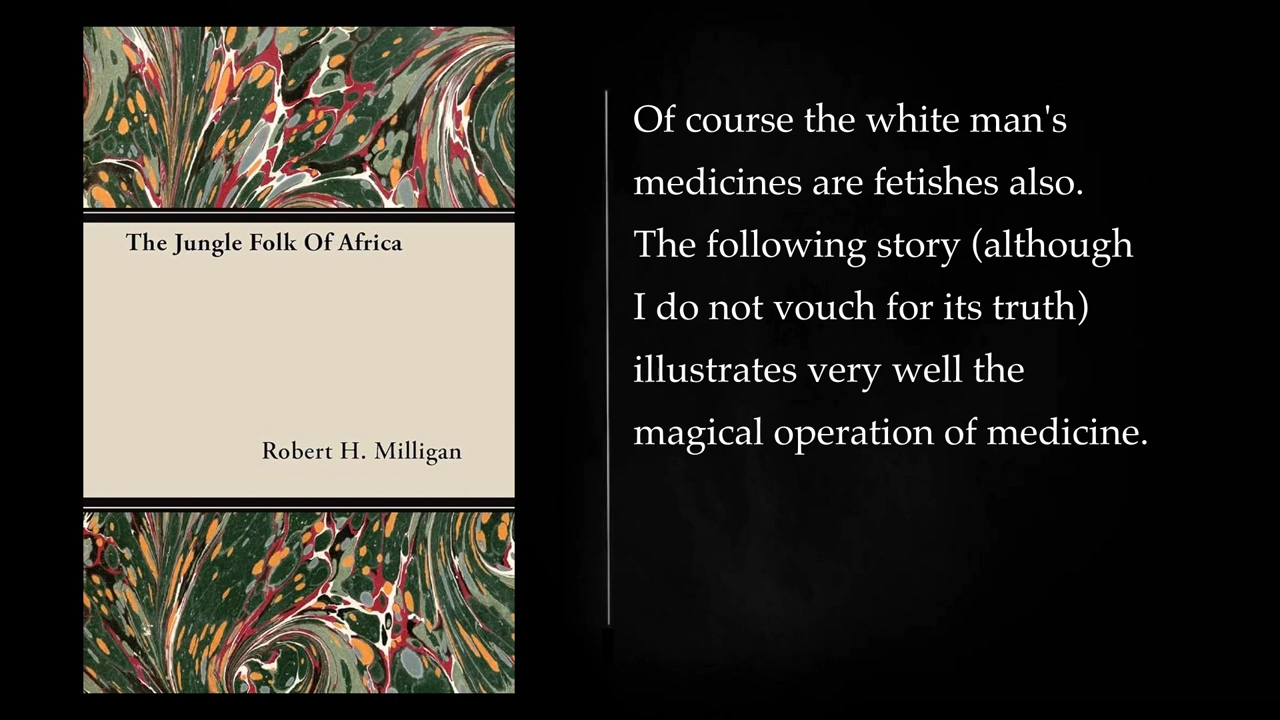 The Jungle Folk Of Africa
Robert H. Milligan
Of course the white man's
medicines are fetishes also.
The following story (although
I do not vouch for its truth)
illustrates very well the
magical operation of medicine.